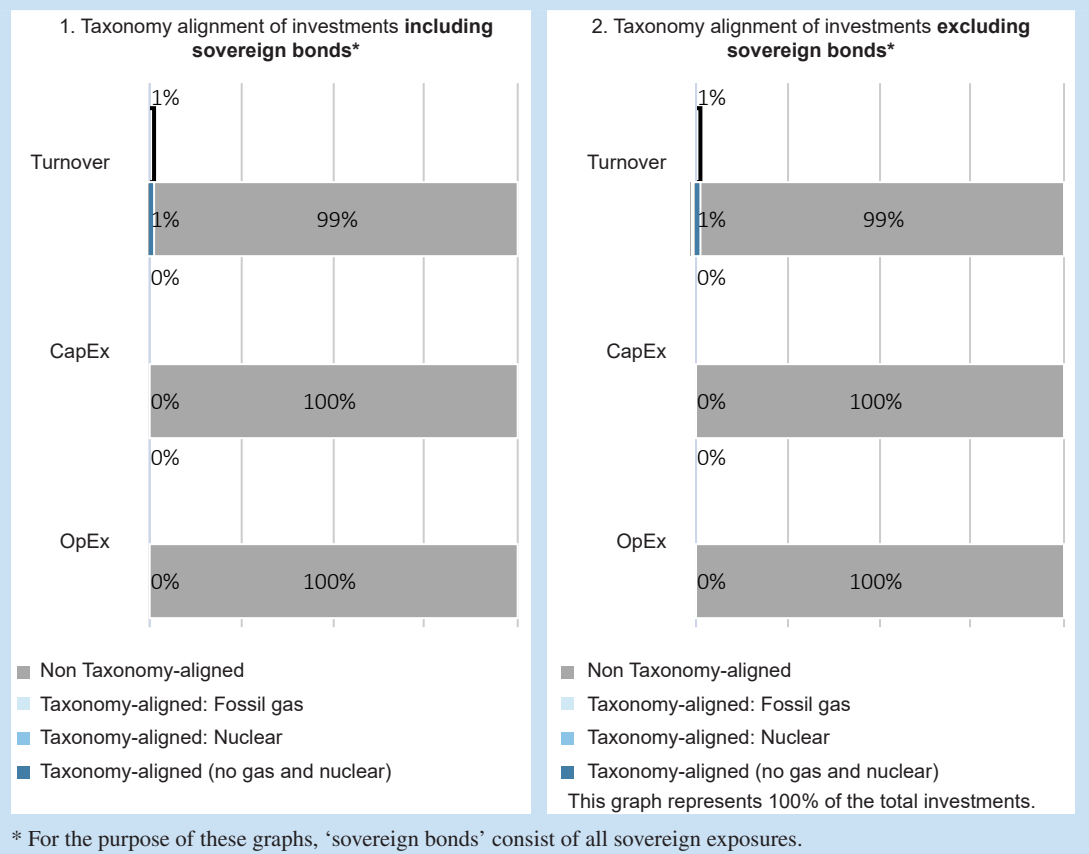 1. Taxonomy alignment of investments including
sovereign bonds*
1%
Turnover
1% 99%
0%
CapEx
0% 100%
0%
OpEx
0% 100%
Non Taxonomy-aligned
Taxonomy-aligned: Fossil gas
Taxonomy-aligned: Nuclear
Taxonomy-aligned (no gas and nuclear)
2. Taxonomy alignment of investments excluding
sovereign bonds*
1%
Turnover
1% 99%
0%
CapEx
0% 100%
0%
OpEx
0% 100%
Non Taxonomy-aligned
Taxonomy-aligned: Fossil gas
Taxonomy-aligned: Nuclear
Taxonomy-aligned (no gas and nuclear)
This graph represents 100% of the total investments.
* For the purpose of these graphs, ‘sovereign bonds’ consist of all sovereign exposures.